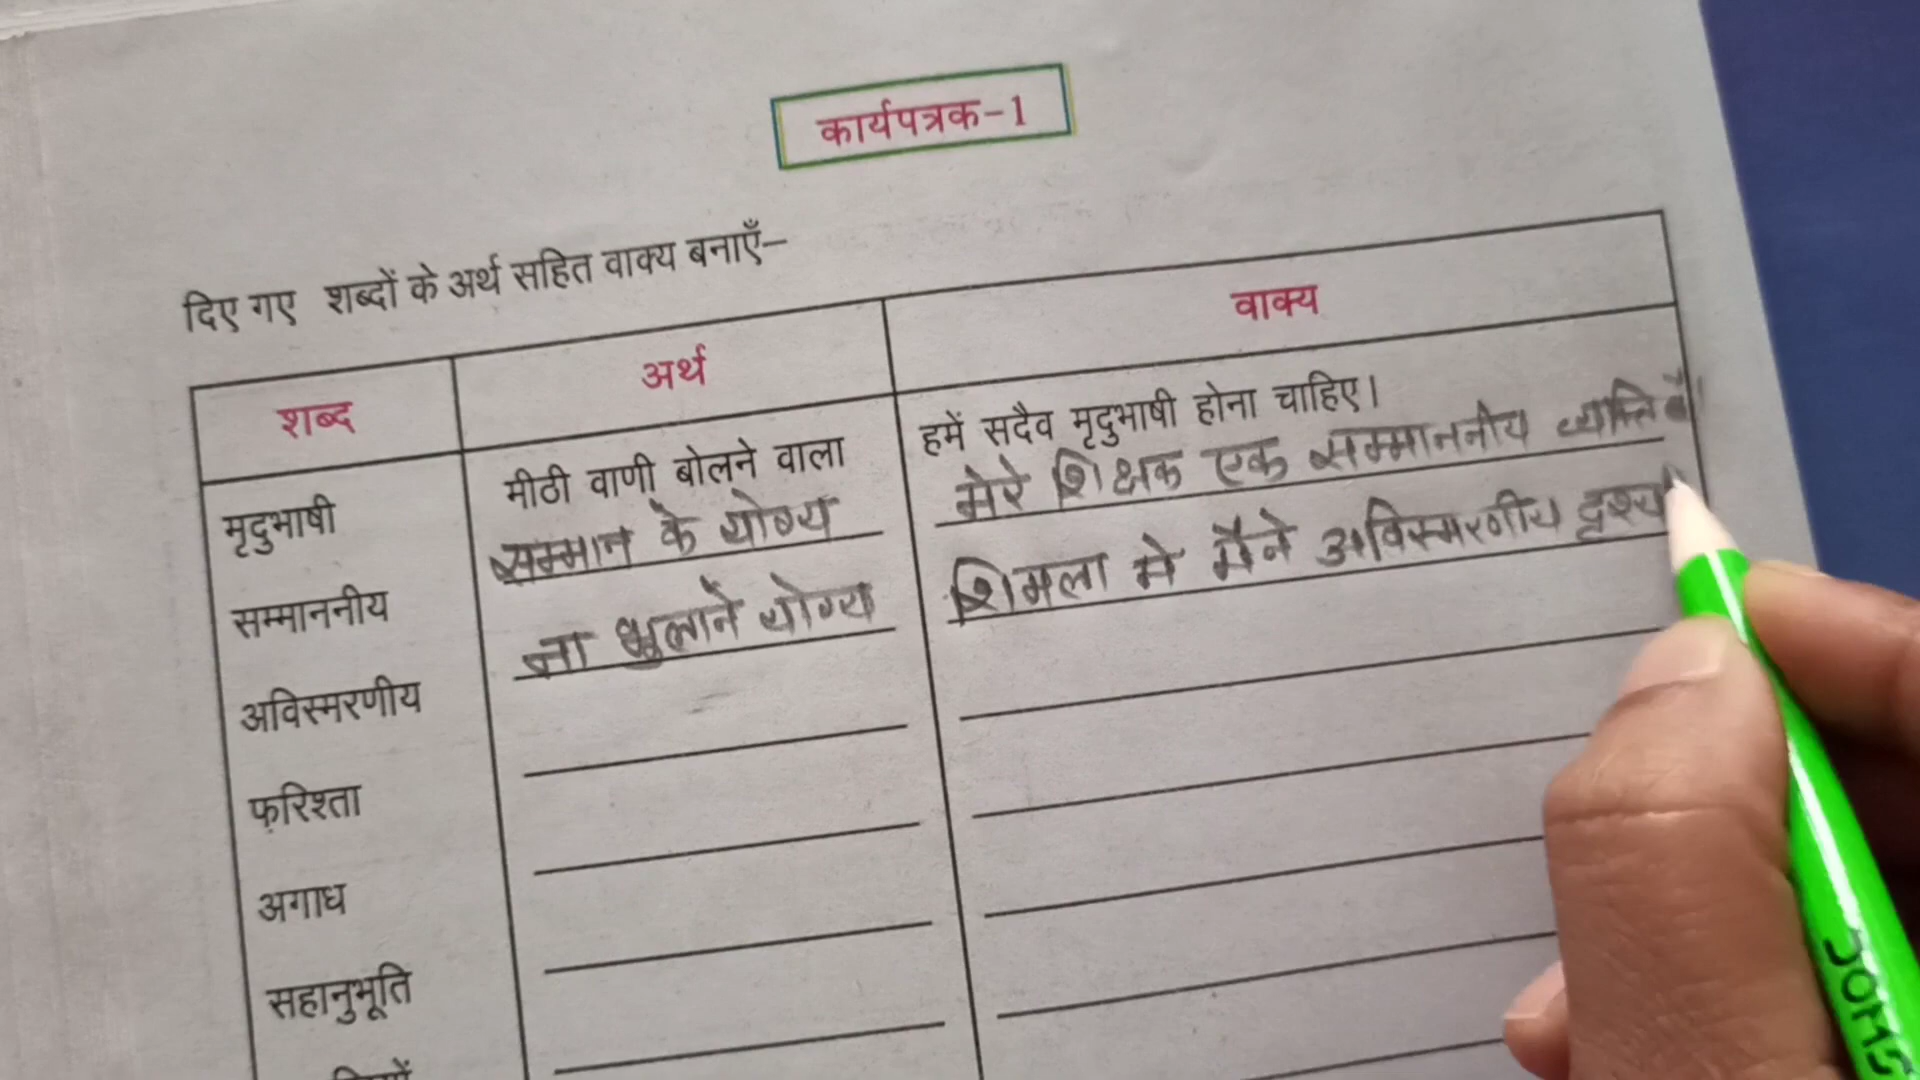 कार्यपत्रक-1
दिए गए शब्दों के अर्थ सहित वाक्य बनाएँ–
शब्द अर्थ वाक्य
मृदुभाषी मीठी वाणी बोलने वाला हमें सदैव मृदुभाषी होना चाहिए।
सम्माननीय सम्मान के योग्य मेरे शिक्षक एक सम्माननीय व्यक्ति है।
अविस्मरणीय ना भुलाने योग्य शिमला मे मैने अविस्मरणीय दृश्य
फ़रिश्ता
अगाध
सहानुभूति
JOMS